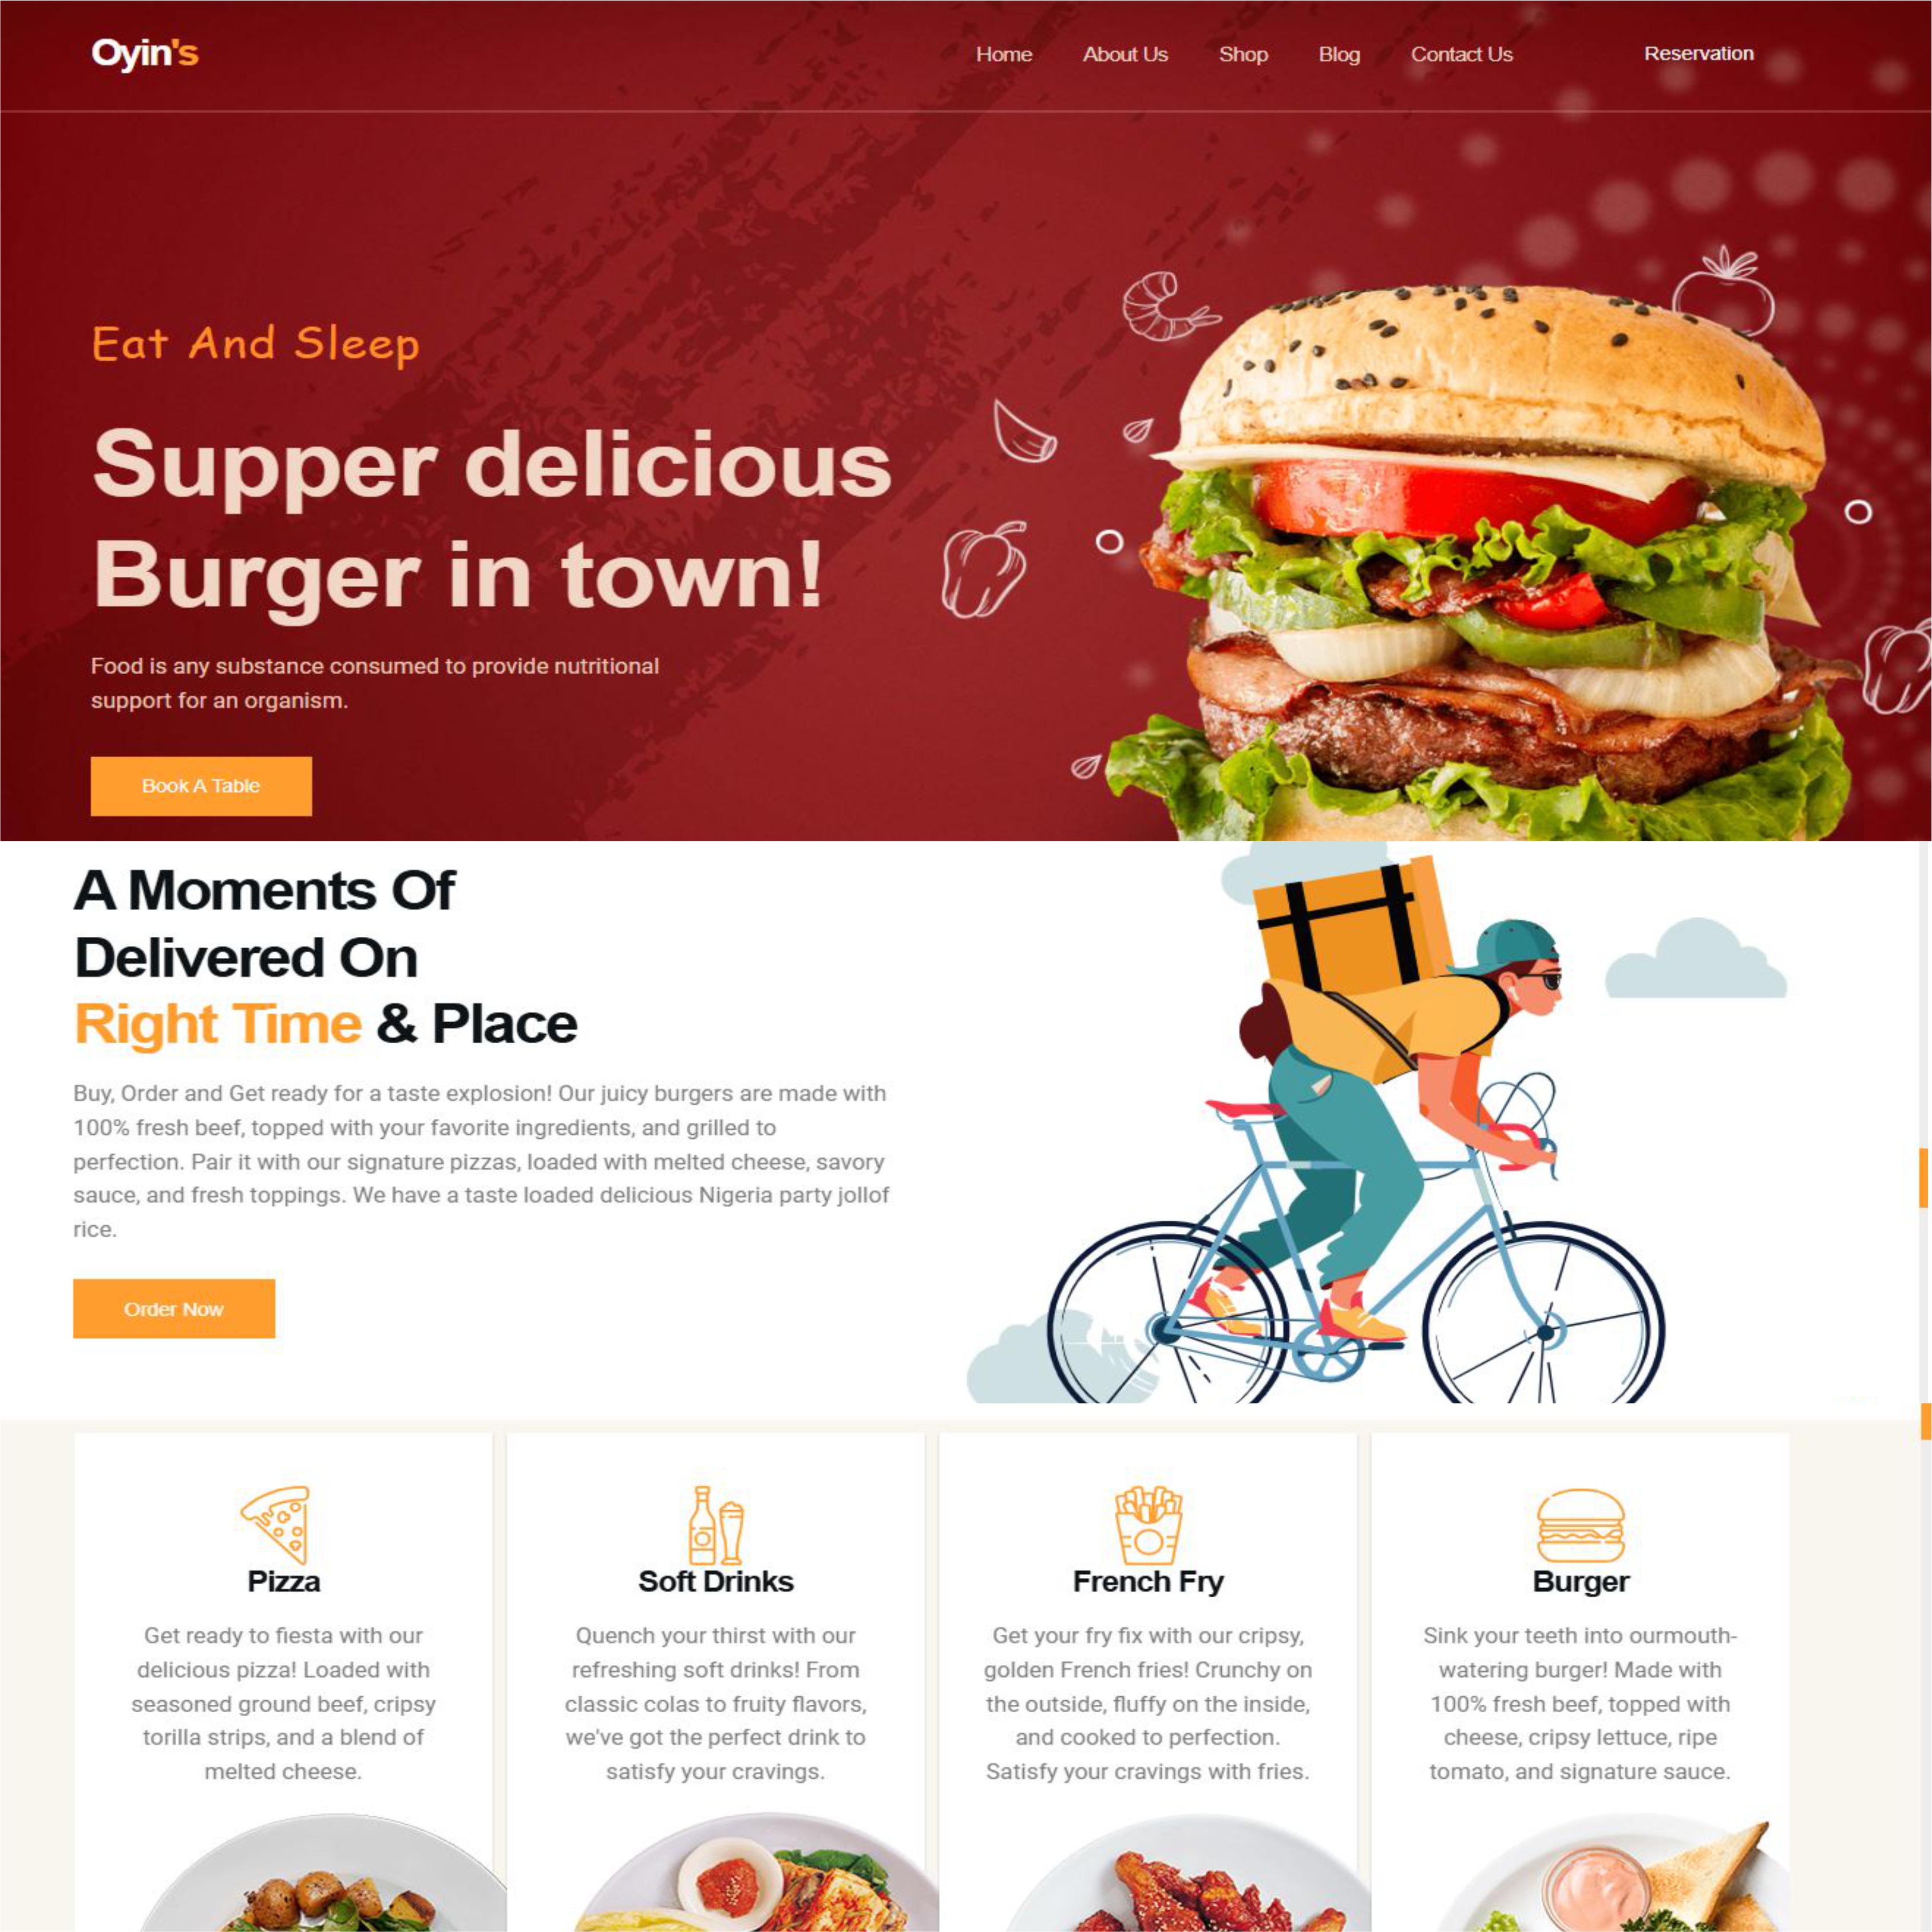 Oyin's
Home About Us Shop Blog Contact Us Reservation
Eat And Sleep
Supper delicious
Burger in town!
Food is any substance consumed to provide nutritional
support for an organism.
Book A Table
A Moments Of
Delivered On
Right Time & Place
Buy, Order and Get ready for a taste explosion! Our juicy burgers are made with
100% fresh beef, topped with your favorite ingredients, and grilled to
perfection. Pair it with our signature pizzas, loaded with melted cheese, savory
sauce, and fresh toppings. We have a taste loaded delicious Nigeria party jollof
rice.
Order Now
Pizza
Get ready to fiesta with our
delicious pizza! Loaded with
seasoned ground beef, cripsy
torilla strips, and a blend of
melted cheese.
Soft Drinks
Quench your thirst with our
refreshing soft drinks! From
classic colas to fruity flavors,
we've got the perfect drink to
satisfy your cravings.
French Fry
Get your fry fix with our cripsy,
golden French fries! Crunchy on
the outside, fluffy on the inside,
and cooked to perfection.
Satisfy your cravings with fries.
Burger
Sink your teeth into ourmouth-
watering burger! Made with
100% fresh beef, topped with
cheese, cripsy lettuce, ripe
tomato, and signature sauce.